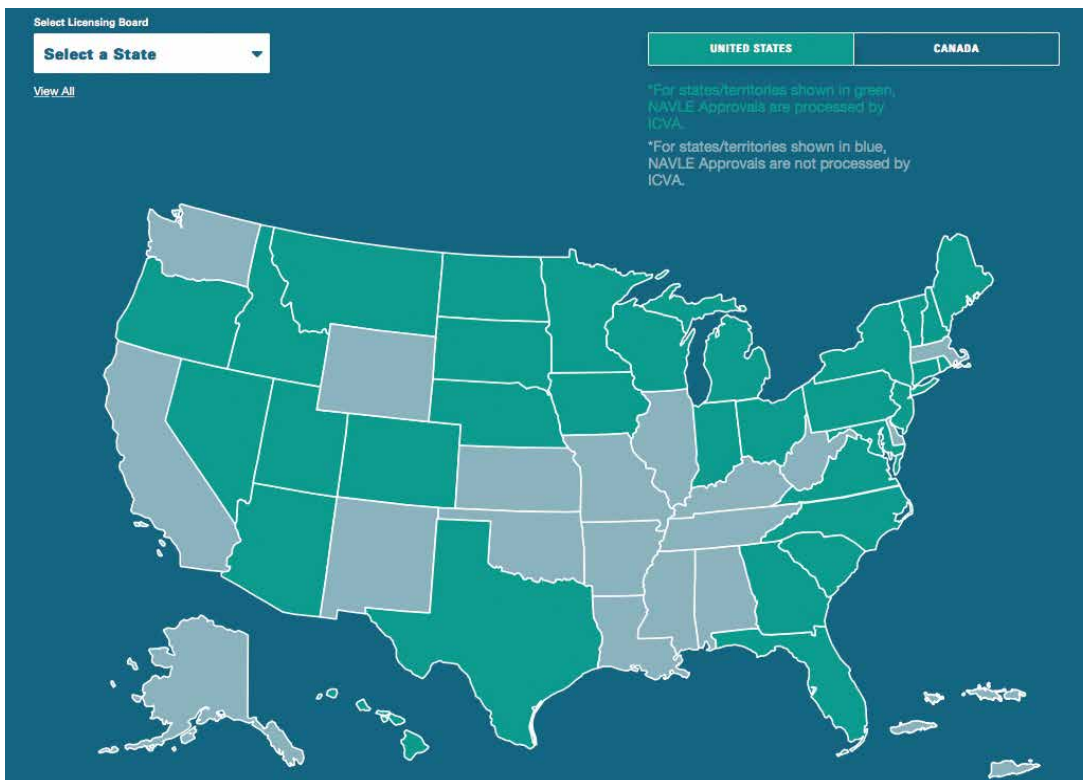 Select Licensing Board
Select a State
View All
UNITED STATES
CANADA
*For states/territories shown in green,
NAVLE Approvals are processed by
ICVA.
*For states/territories shown in blue,
NAVLE Approvals are not processed by
ICVA.